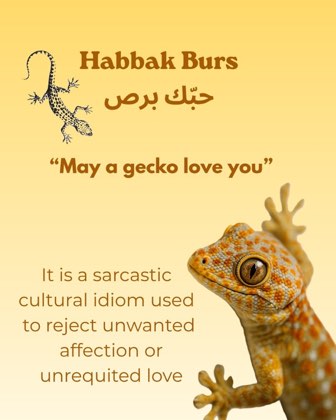 Habbak Burs
حبّك برص
“May a gecko love you”
It is a sarcastic
cultural idiom used
to reject unwanted
affection or
unrequited love